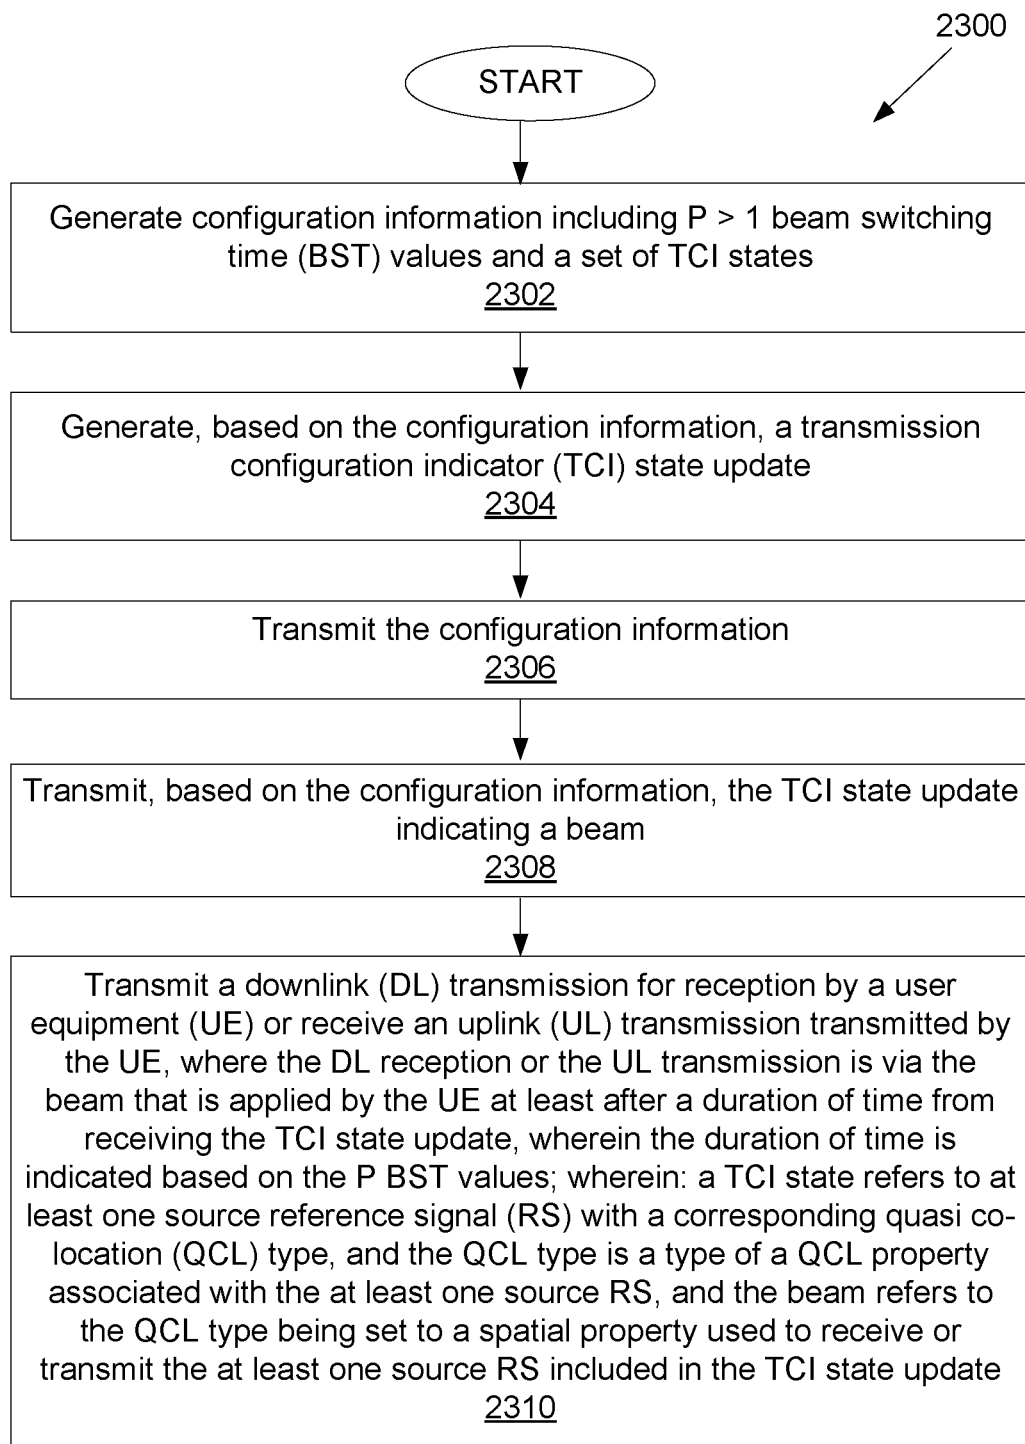 2300
START
Generate configuration information including P > 1 beam switching
time (BST) values and a set of TCI states
2302
Generate, based on the configuration information, a transmission
configuration indicator (TCI) state update
2304
Transmit the configuration information
2306
Transmit, based on the configuration information, the TCI state update
indicating a beam
2308
Transmit a downlink (DL) transmission for reception by a user
equipment (UE) or receive an uplink (UL) transmission transmitted by
the UE, where the DL reception or the UL transmission is via the
beam that is applied by the UE at least after a duration of time from
receiving the TCI state update, wherein the duration of time is
indicated based on the P BST values; wherein: a TCI state refers to at
least one source reference signal (RS) with a corresponding quasi co-
location (QCL) type, and the QCL type is a type of a QCL property
associated with the at least one source RS, and the beam refers to
the QCL type being set to a spatial property used to receive or
transmit the at least one source RS included in the TCI state update
2310